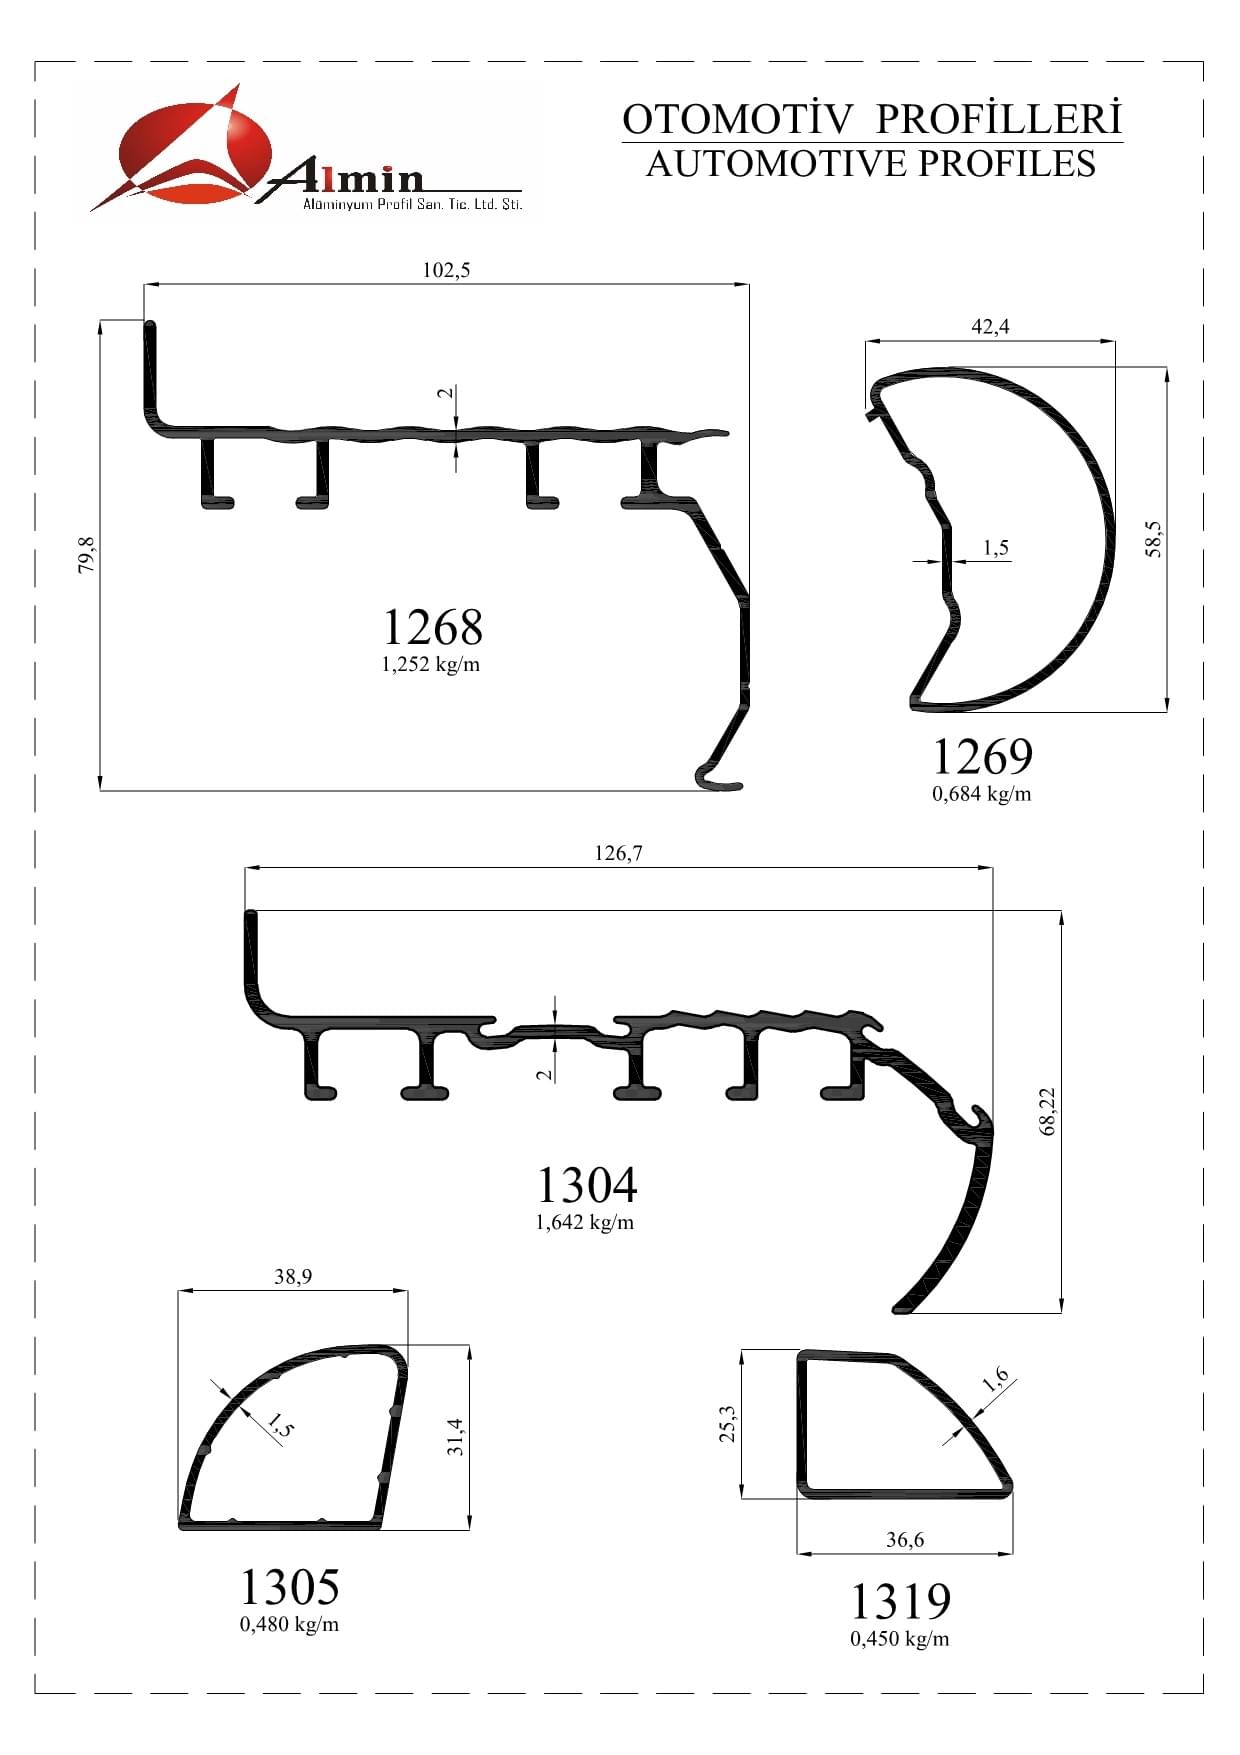 OTOMOTİV PROFİLLERİ
AUTOMOTIVE PROFILES
Almin
Alüminyum Profil San. Tic. Ltd. Şti.
102,5
79,8
2
1268
1,252 kg/m
42,4
58,5
1,5
1269
0,684 kg/m
126,7
68,22
2
1304
1,642 kg/m
38,9
31,4
1,5
1305
0,480 kg/m
25,3
1,6
36,6
1319
0,450 kg/m